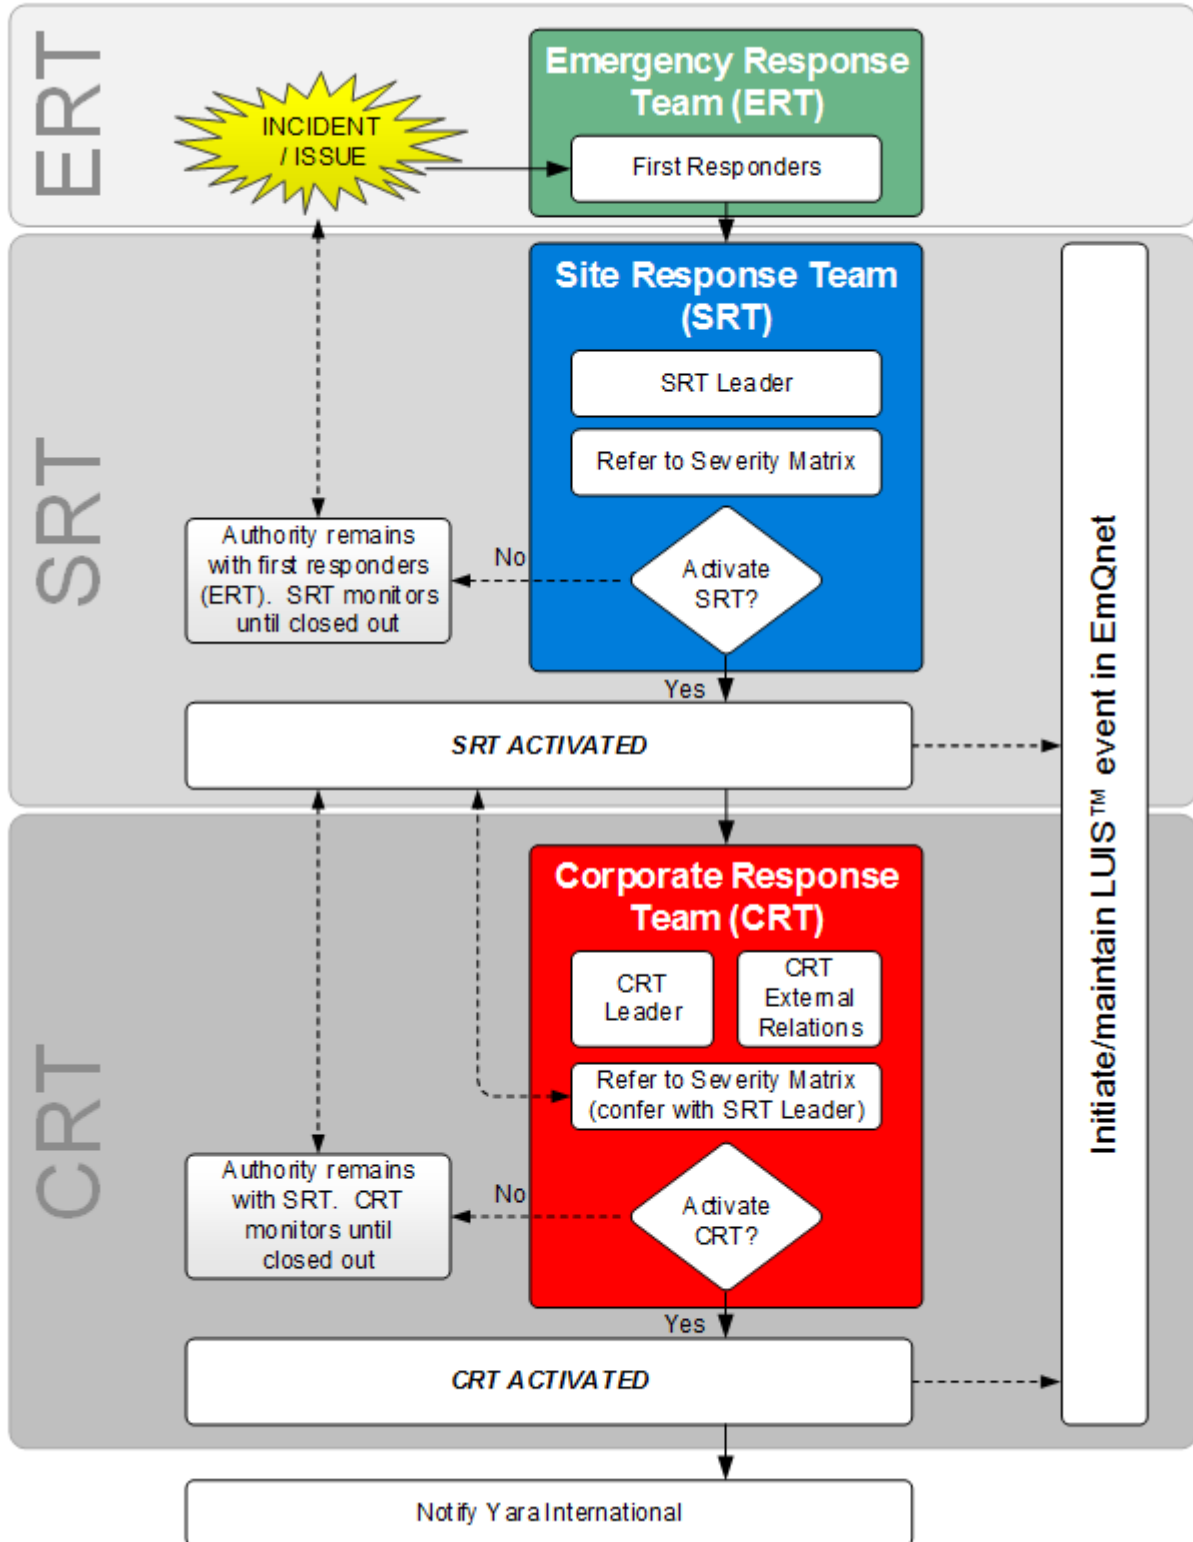 ERT
Emergency Response
Team (ERT)
INCIDENT
/ ISSUE
First Responders
SRT
Site Response Team
(SRT)
SRT Leader
Refer to Severity Matrix
Activate
SRT?
No
Authority remains
with first responders
(ERT).  SRT monitors
until closed out
Yes
SRT ACTIVATED
Initiate/maintain LUIS™ event in EmQnet
CRT
Corporate Response
Team (CRT)
CRT
Leader
CRT
External
Relations
Refer to Severity Matrix
(confer with SRT Leader)
Activate
CRT?
No
Authority remains
with SRT.  CRT
monitors until
closed out
Yes
CRT ACTIVATED
Notify Yara International